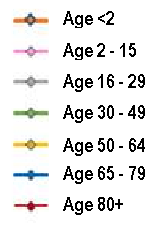 Age <2
Age 2 - 15
Age 16 - 29
Age 30 - 49
Age 50 - 64
Age 65 - 79
Age 80+